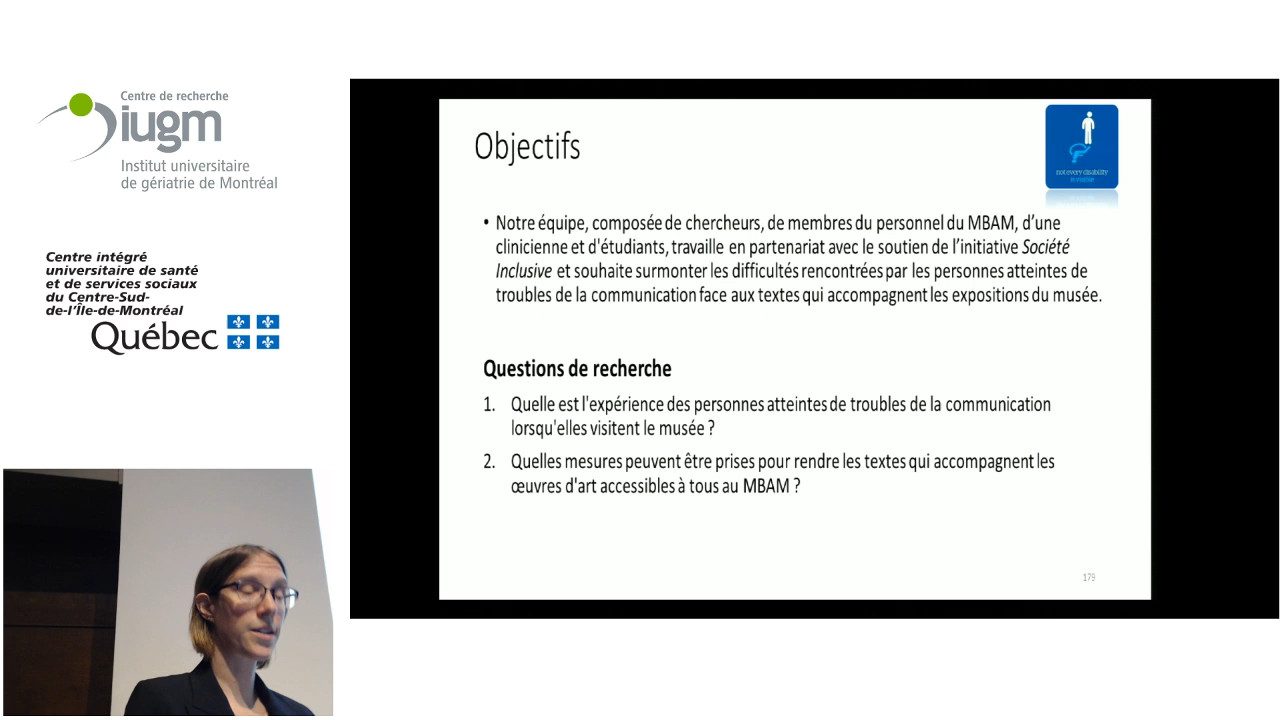 Centre de recherche
iugm
Institut universitaire
de gériatrie de Montréal
Centre intégré
universitaire de santé
et de services sociaux
du Centre-Sud-
de-l'Île-de-Montréal
Québec
Objectifs
not every disability
is visible
• Notre équipe, composée de chercheurs, de membres du personnel du MBAM, d'une
clinicienne et d'étudiants, travaille en partenariat avec le soutien de l'initiative Société
Inclusive et souhaite surmonter les difficultés rencontrées par les personnes atteintes de
troubles de la communication face aux textes qui accompagnent les expositions du musée.
Questions de recherche
1. Quelle est l'expérience des personnes atteintes de troubles de la communication
lorsqu'elles visitent le musée ?
2. Quelles mesures peuvent être prises pour rendre les textes qui accompagnent les
œuvres d'art accessibles à tous au MBAM ?
179